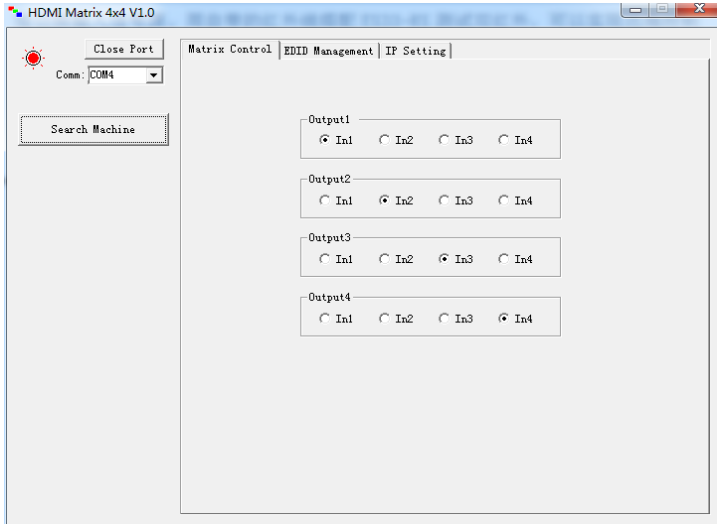 HDMI Matrix 4x4 V1.0
Close Port
Comm: COM4
Search Machine
Matrix Control EDID Management IP Setting
Output1
In1 In2 In3 In4
Output2
In1 In2 In3 In4
Output3
In1 In2 In3 In4
Output4
In1 In2 In3 In4